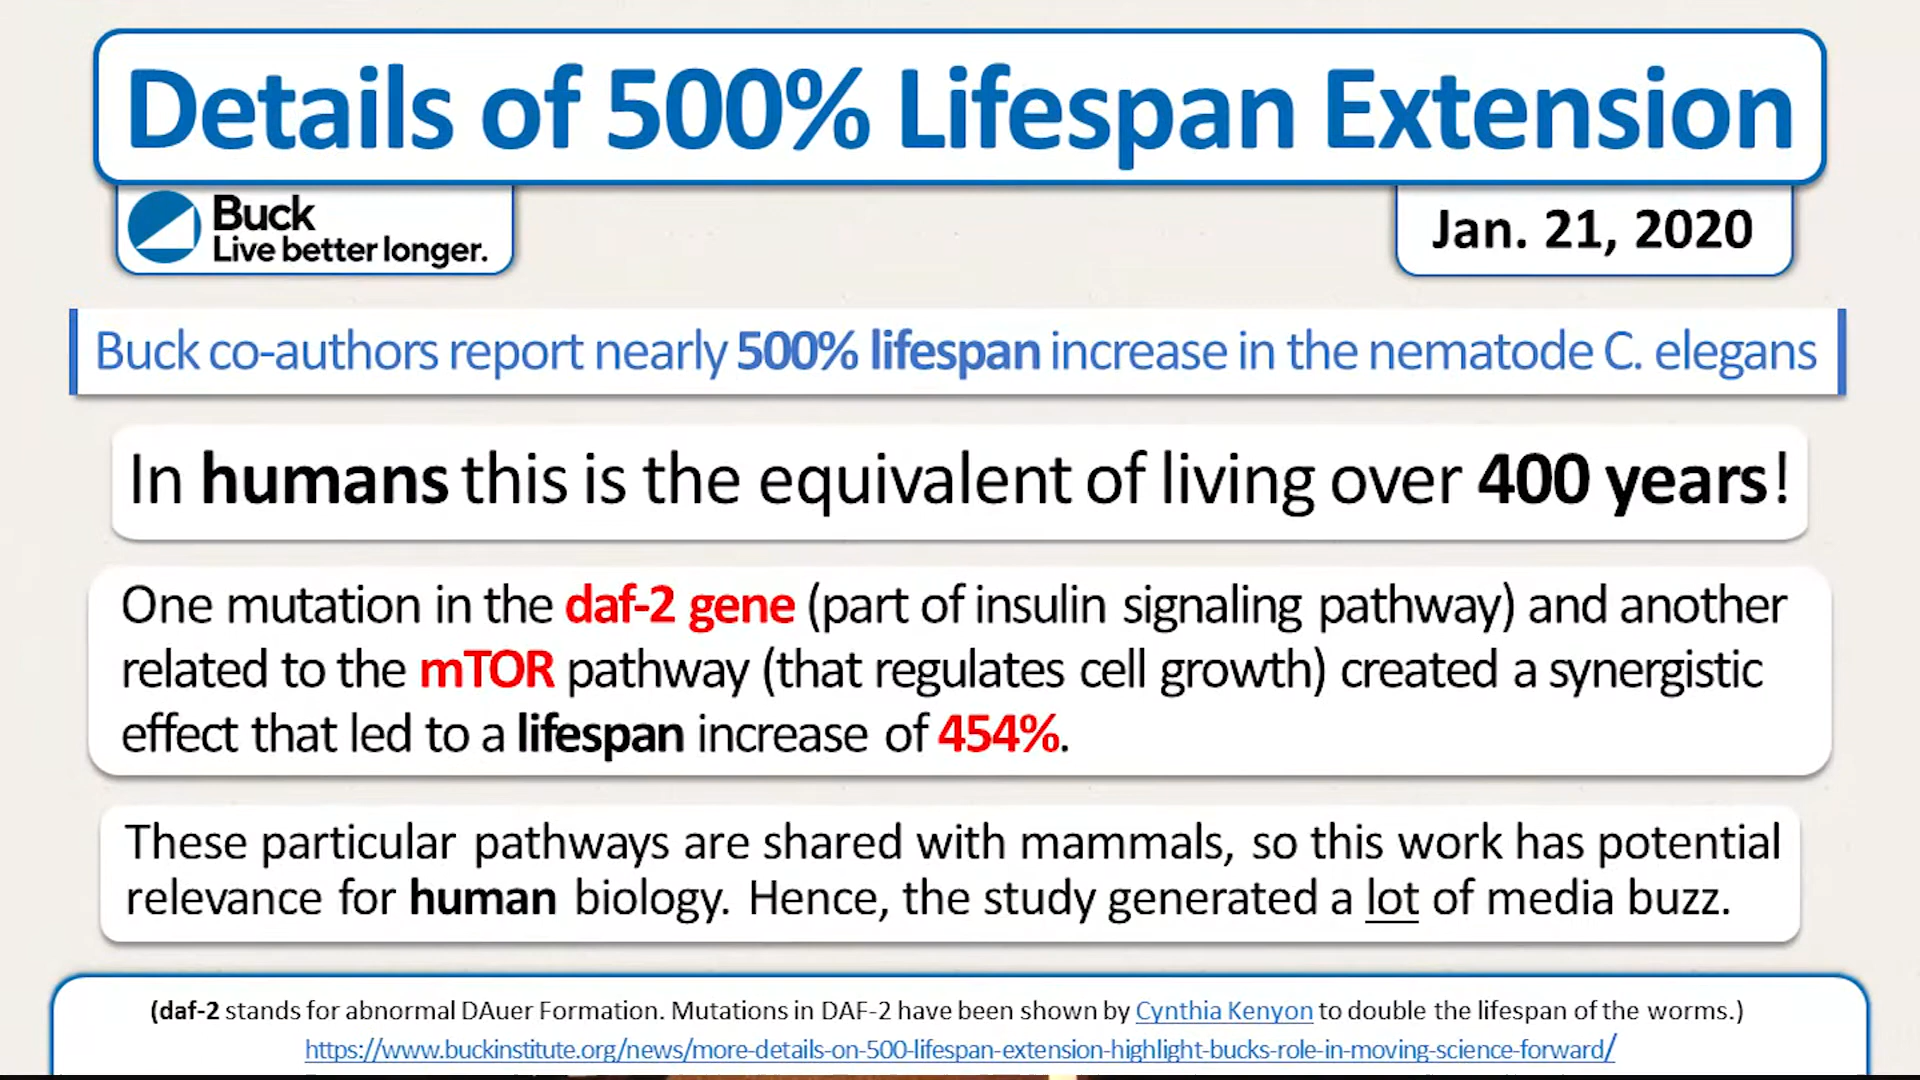 Details of 500% Lifespan Extension
Buck
Live better longer.
Jan. 21, 2020
Buck co-authors report nearly 500% lifespan increase in the nematode C. elegans
In humans this is the equivalent of living over 400 years!
One mutation in the daf-2 gene (part of insulin signaling pathway) and another
related to the mTOR pathway (that regulates cell growth) created a synergistic
effect that led to a lifespan increase of 454%.
These particular pathways are shared with mammals, so this work has potential
relevance for human biology. Hence, the study generated a lot of media buzz.
(daf-2 stands for abnormal DAuer Formation. Mutations in DAF-2 have been shown by Cynthia Kenyon to double the lifespan of the worms.)
https://www.buckinstitute.org/news/more-details-on-500-lifespan-extension-highlight-bucks-role-in-moving-science-forward/